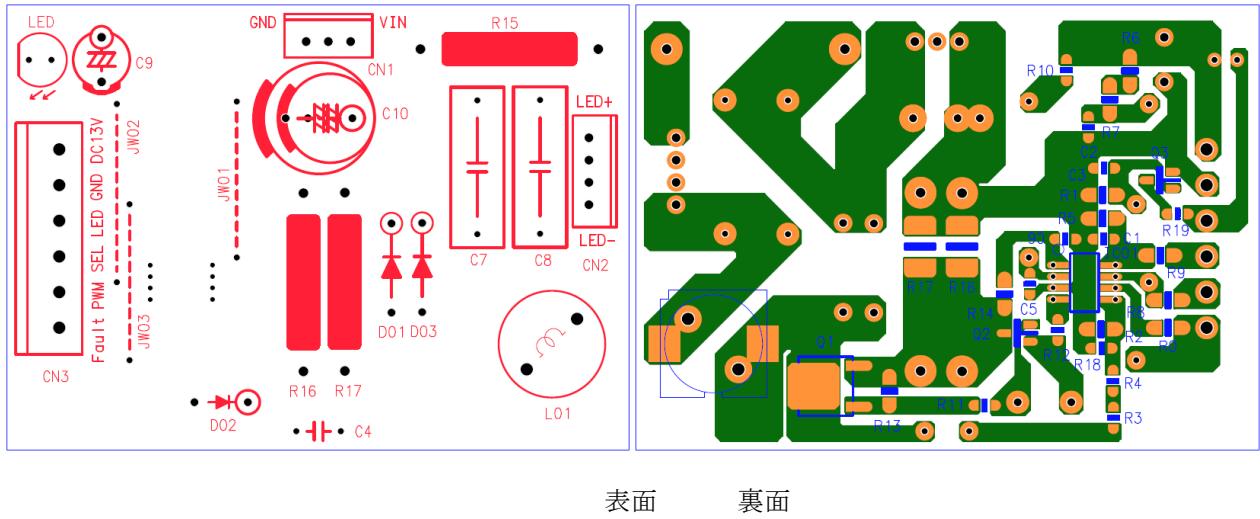 LED
C9
GND
VIN
CN1
R15
C10
LED+
LED-
CN2
C7
C8
JW02
JW01
JW03
Fault PWM SEL LED GND DC13V
CN3
R16
R17
D01
D03
L01
D02
C4
R6
R10
R7
C2
C3
Q3
R1
R5
R19
C1
R9
R17
R16
R14
C5
R8
Q2
R12
R2
R18
Q1
R4
R11
R13
R3
表面
裏面